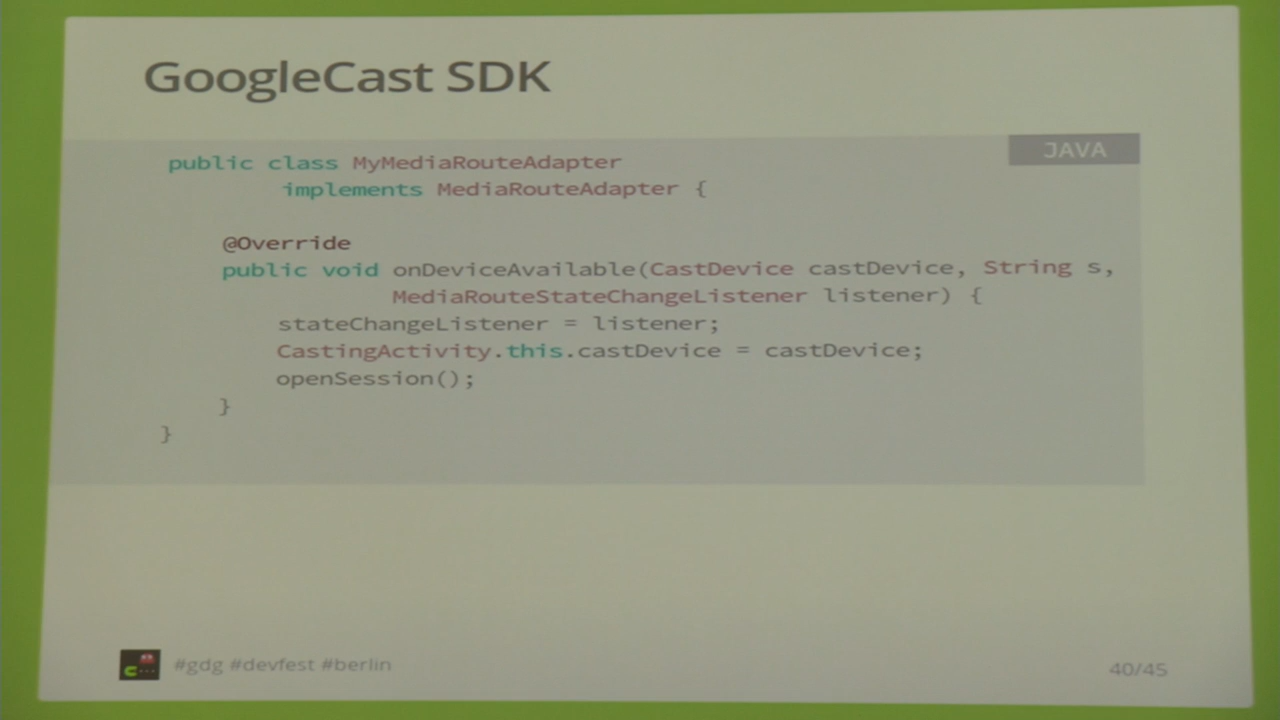 GoogleCast SDK
JAVA
public class MyMediaRouteAdapter
implements MediaRouteAdapter {
@Override
public void onDeviceAvailable(CastDevice castDevice, String s,
MediaRouteStateChangeListener listener) {
stateChangeListener = listener;
CastingActivity.this.castDevice = castDevice;
openSession();
}
}
#gdg #devfest #berlin
40/45